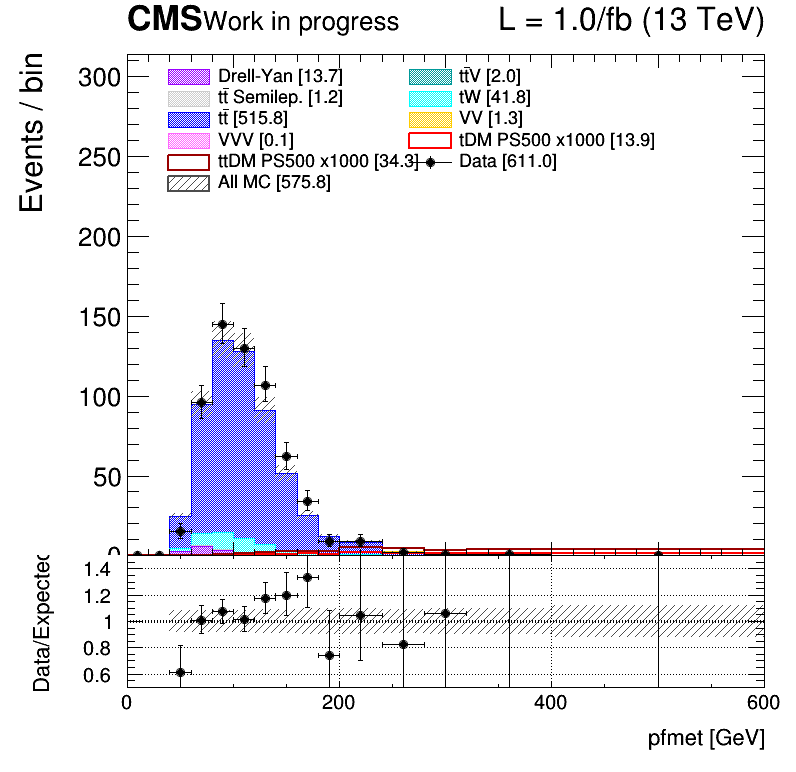 CMS Work in progress L = 1.0/fb (13 TeV)
Events / bin
300
250
200
150
100
50
0
Drell-Yan [13.7] tt̄V [2.0]
tt̄ Semilep. [1.2] tW [41.8]
tt̄ [515.8] VV [1.3]
VVV [0.1] tDM PS500 x1000 [13.9]
ttDM PS500 x1000 [34.3] Data [611.0]
All MC [575.8]
Data/Expected
1.4
1.2
1
0.8
0.6
0 200 400 600
pfmet [GeV]